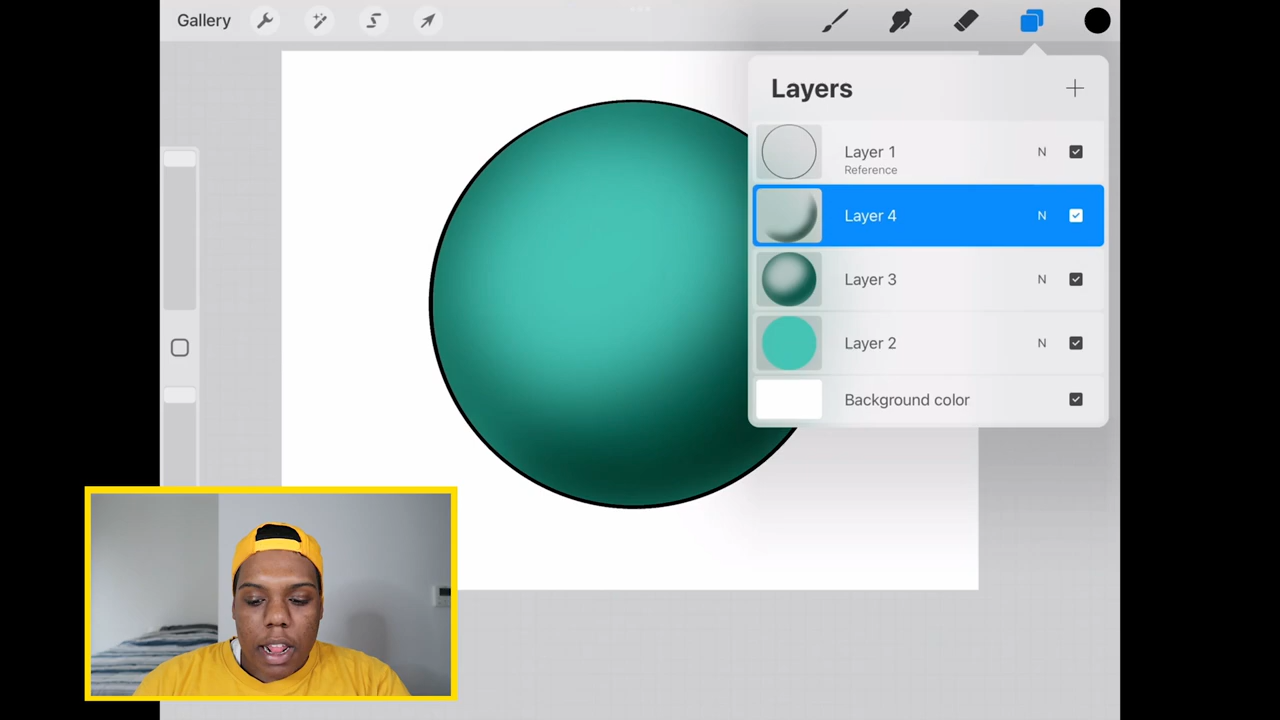 Gallery
Layers
Layer 1
N
Reference
Layer 4
N
Layer 3
N
Layer 2
N
Background color